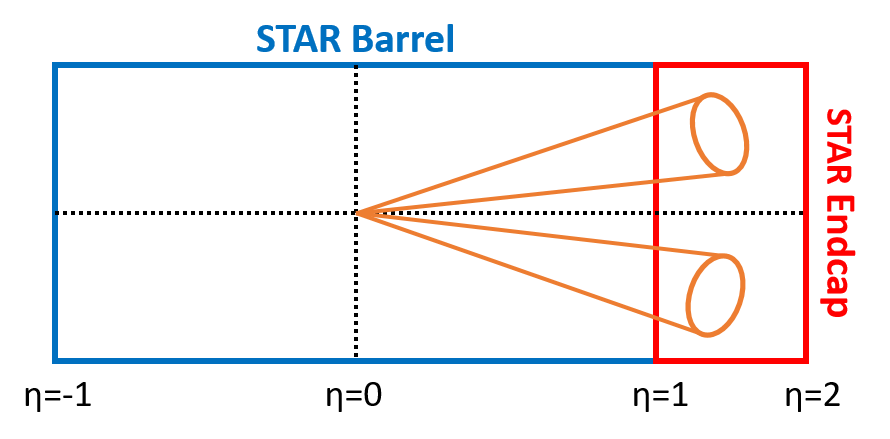 STAR Barrel
STAR Endcap
η=-1
η=0
η=1
η=2